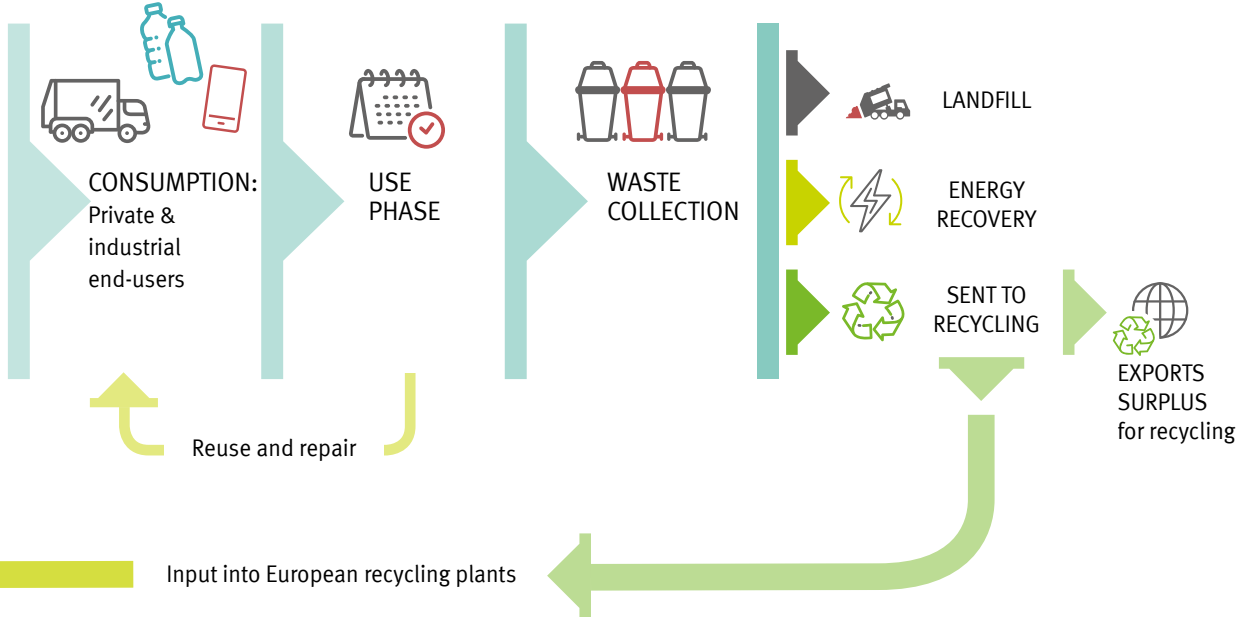 CONSUMPTION:
Private &
industrial
end-users
USE
PHASE
WASTE
COLLECTION
LANDFILL
ENERGY
RECOVERY
SENT TO
RECYCLING
EXPORTS
SURPLUS
for recycling
Reuse and repair
Input into European recycling plants